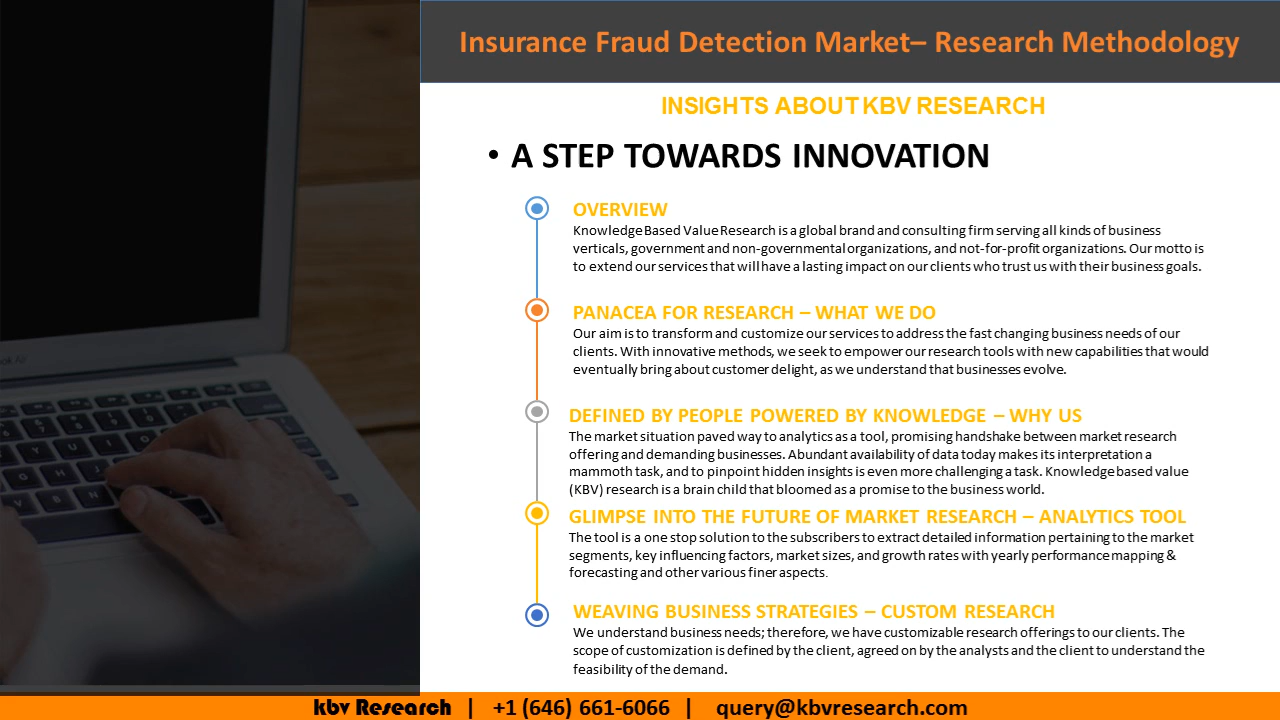 Insurance Fraud Detection Market– Research Methodology
INSIGHTS ABOUT KBV RESEARCH
• A STEP TOWARDS INNOVATION
OVERVIEW
Knowledge Based Value Research is a global brand and consulting firm serving all kinds of business
verticals, government and non-governmental organizations, and not-for-profit organizations. Our motto is
to extend our services that will have a lasting impact on our clients who trust us with their business goals.
PANACEA FOR RESEARCH – WHAT WE DO
Our aim is to transform and customize our services to address the fast changing business needs of our
clients. With innovative methods, we seek to empower our research tools with new capabilities that would
eventually bring about customer delight, as we understand that businesses evolve.
DEFINED BY PEOPLE POWERED BY KNOWLEDGE – WHY US
The market situation paved way to analytics as a tool, promising handshake between market research
offering and demanding businesses. Abundant availability of data today makes its interpretation a
mammoth task, and to pinpoint hidden insights is even more challenging a task. Knowledge based value
(KBV) research is a brain child that bloomed as a promise to the business world.
GLIMPSE INTO THE FUTURE OF MARKET RESEARCH – ANALYTICS TOOL
The tool is a one stop solution to the subscribers to extract detailed information pertaining to the market
segments, key influencing factors, market sizes, and growth rates with yearly performance mapping &
forecasting and other various finer aspects.
WEAVING BUSINESS STRATEGIES – CUSTOM RESEARCH
We understand business needs; therefore, we have customizable research offerings to our clients. The
scope of customization is defined by the client, agreed on by the analysts and the client to understand the
feasibility of the demand.
kbv Research | +1 (646) 661-6066 | query@kbvresearch.com